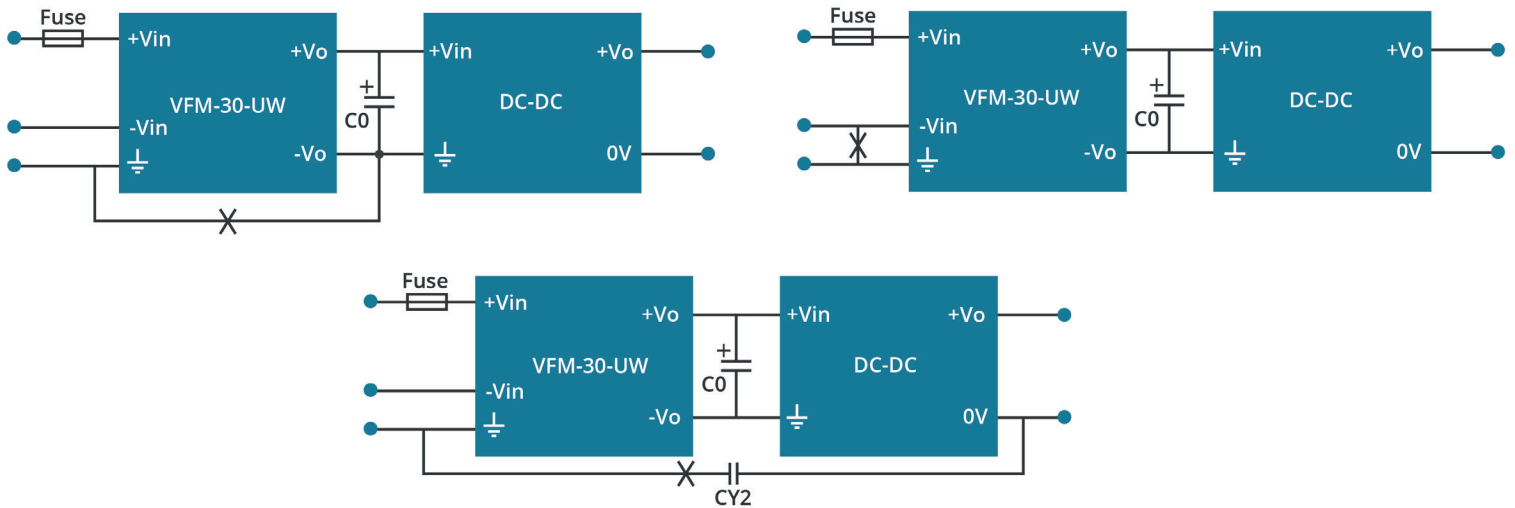 Fuse
+Vin
+Vo
+Vin
+Vo
VFM-30-UW
DC-DC
+
C0
-Vin
-Vo
0V
Fuse
+Vin
+Vo
+Vin
+Vo
VFM-30-UW
DC-DC
+
C0
-Vin
-Vo
0V
Fuse
+Vin
+Vo
+Vin
+Vo
VFM-30-UW
DC-DC
+
C0
-Vin
-Vo
0V
CY2